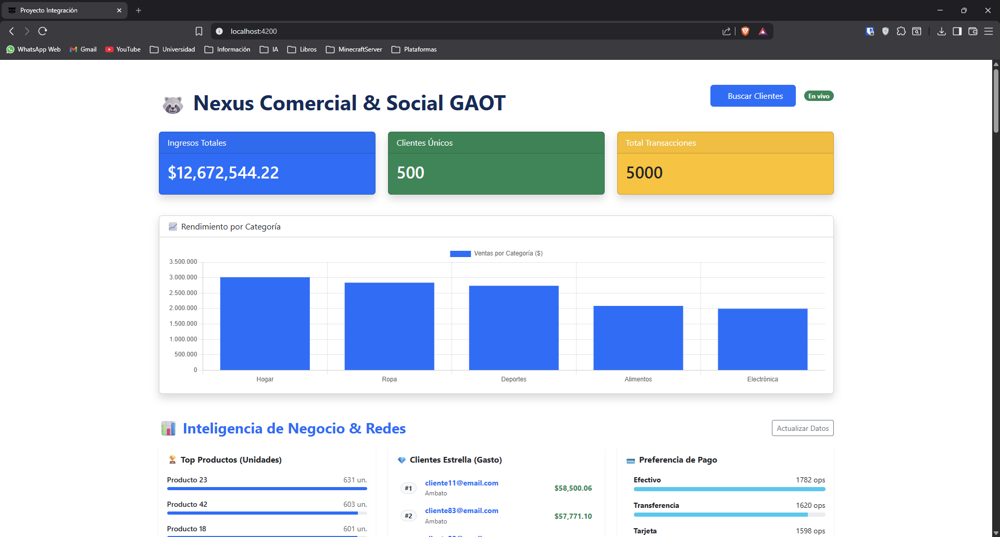 Proyecto Integración
localhost:4200
WhatsApp Web
Gmail
YouTube
Universidad
Información
IA
Libros
MinecraftServer
Plataformas
Nexus Comercial & Social GAOT
Buscar Clientes
En vivo
Ingresos Totales
$12,672,544.22
Clientes Únicos
500
Total Transacciones
5000
Rendimiento por Categoría
Ventas por Categoría ($)
3.500.000
3.000.000
2.500.000
2.000.000
1.500.000
1.000.000
500.000
0
Hogar
Ropa
Deportes
Alimentos
Electrónica
Inteligencia de Negocio & Redes
Actualizar Datos
Top Productos (Unidades)
Producto 23 631 un.
Producto 42 603 un.
Producto 18 601 un.
Clientes Estrella (Gasto)
#1 cliente11@email.com $58,500.06
Ambato
#2 cliente83@email.com $57,771.10
Ambato
Preferencia de Pago
Efectivo 1782 ops
Transferencia 1620 ops
Tarjeta 1598 ops